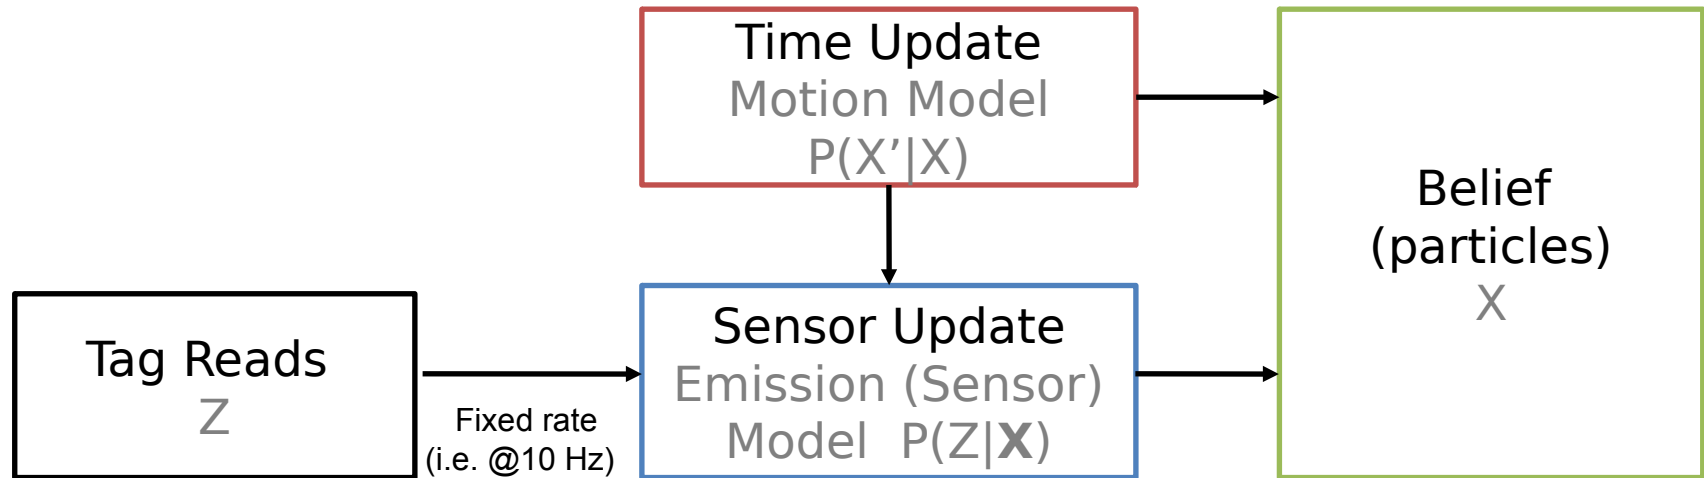 Time Update
Motion Model
P(X’|X)
Belief
(particles)
X
Tag Reads
Z
Fixed rate
(i.e. @10 Hz)
Sensor Update
Emission (Sensor)
Model P(Z|X)